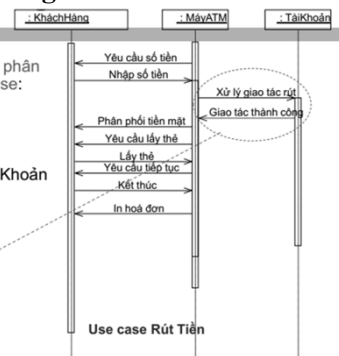 : KháchHàng
: MáyATM
: TàiKhoản
phân
se:
Yêu cầu số tiền
Nhập số tiền
Xử lý giao tác rút
Giao tác thành công
Phân phối tiền mặt
Yêu cầu lấy thẻ
Lấy thẻ
Yêu cầu tiếp tục
Khoản
Kết thúc
In hoá đơn
Use case Rút Tiền